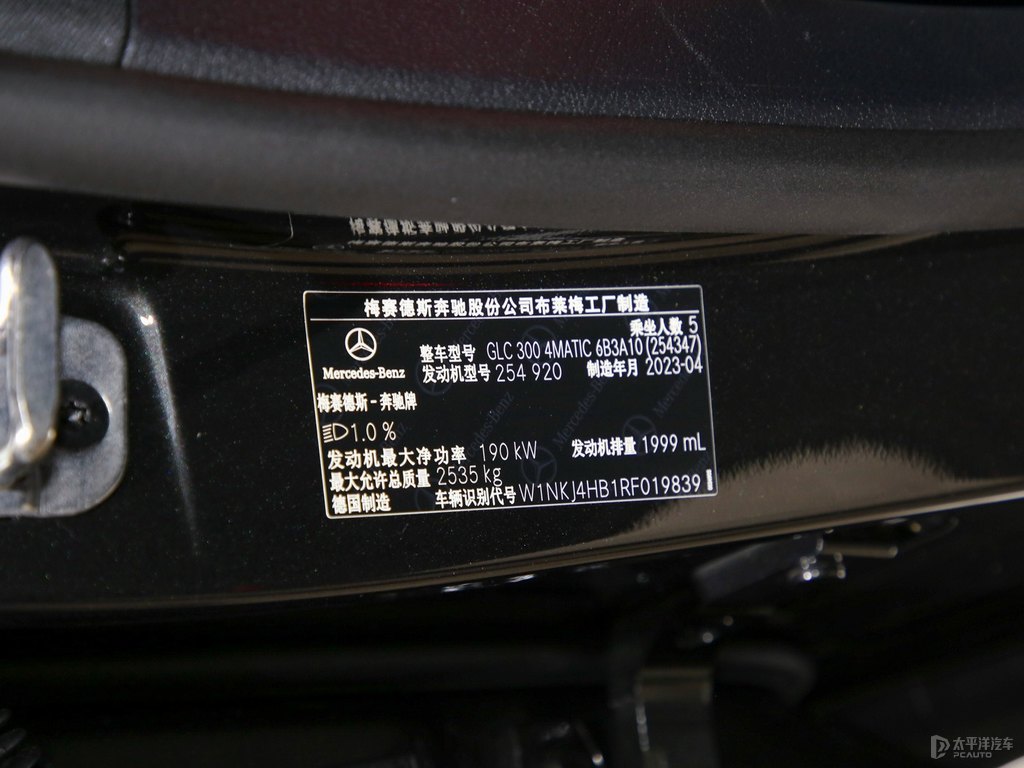 梅赛德斯奔驰股份公司布莱梅工厂制造
乘坐人数 5
Mercedes-Benz
整车型号 GLC 300 4MATIC 6B3A10 (254347)
发动机型号 254 920 制造年月 2023-04
梅赛德斯-奔驰牌
1.0 %
发动机最大净功率 190 kW 发动机排量 1999 mL
最大允许总质量 2535 kg
德国制造 车辆识别代号 W1NKJ4HB1RF019839
太平洋汽车
PCAUTO